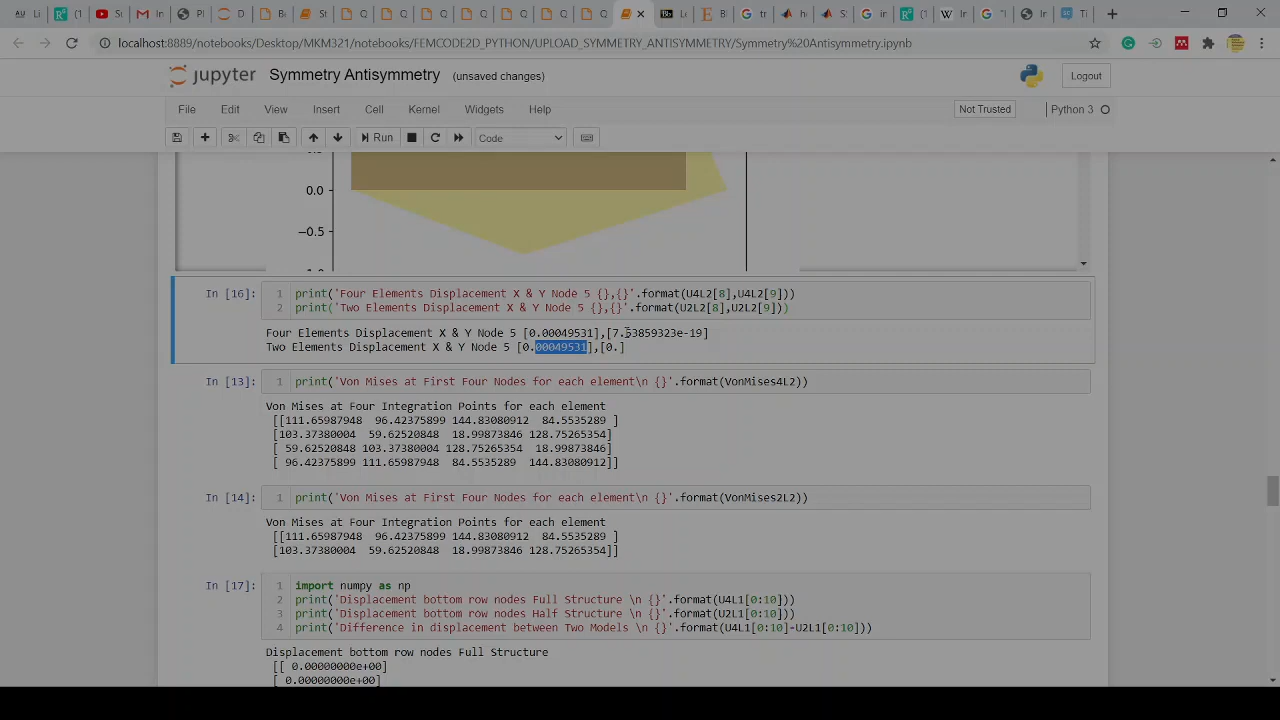 localhost:8889/notebooks/Desktop/MKM321/notebooks/FEMCODE2D_PYTHON/UPLOAD_SYMMETRY_ANTISYMMETRY/Symmetry%20Antisymmetry.ipynb
jupyter Symmetry Antisymmetry (unsaved changes)
Logout
File Edit View Insert Cell Kernel Widgets Help
Not Trusted
Python 3
Run
Code
0.0
−0.5
In [16]:
1 print('Four Elements Displacement X & Y Node 5 {},{}'.format(U4L2[8],U4L2[9]))
2 print('Two Elements Displacement X & Y Node 5 {},{}'.format(U2L2[8],U2L2[9]))
Four Elements Displacement X & Y Node 5 [0.00049531],[7.53859323e-19]
Two Elements Displacement X & Y Node 5 [0.00049531],[0.]
In [13]:
1 print('Von Mises at First Four Nodes for each element\n {}'.format(VonMises4L2))
Von Mises at Four Integration Points for each element
[[111.65987948 96.42375899 144.83080912 84.5535289 ]
[103.37380004 59.62520848 18.99873846 128.75265354]
[ 59.62520848 103.37380004 128.75265354 18.99873846]
[ 96.42375899 111.65987948 84.5535289 144.83080912]]
In [14]:
1 print('Von Mises at First Four Nodes for each element\n {}'.format(VonMises2L2))
Von Mises at Four Integration Points for each element
[[111.65987948 96.42375899 144.83080912 84.5535289 ]
[103.37380004 59.62520848 18.99873846 128.75265354]]
In [17]:
1 import numpy as np
2 print('Displacement bottom row nodes Full Structure \n {}'.format(U4L1[0:10]))
3 print('Displacement bottom row nodes Half Structure \n {}'.format(U2L1[0:10]))
4 print('Difference in displacement between Two Models \n {}'.format(U4L1[0:10]-U2L1[0:10]))
Displacement bottom row nodes Full Structure
[[ 0.00000000e+00]
[ 0.00000000e+00]